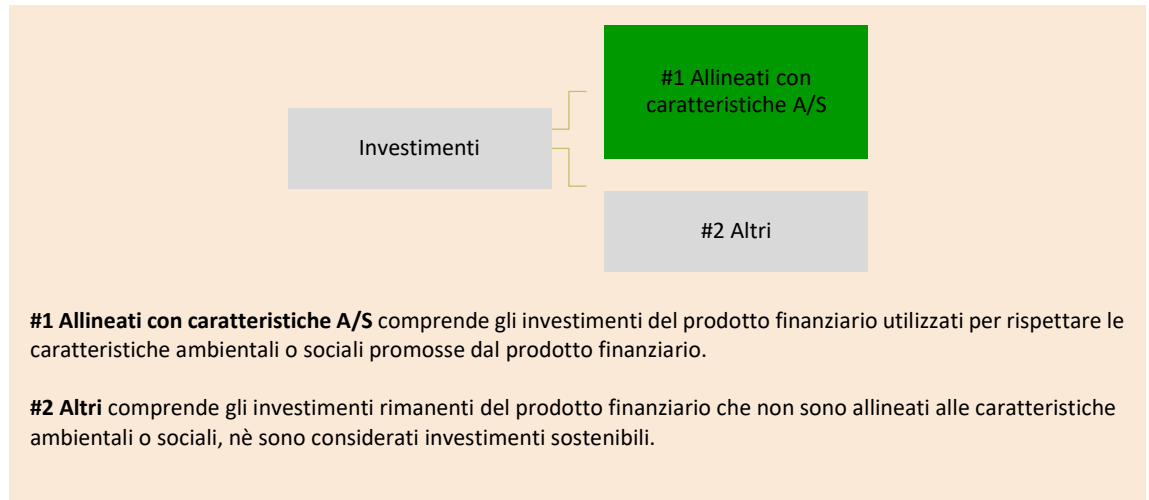 #1 Allineati con
caratteristiche A/S
Investimenti
#2 Altri
#1 Allineati con caratteristiche A/S comprende gli investimenti del prodotto finanziario utilizzati per rispettare le
caratteristiche ambientali o sociali promosse dal prodotto finanziario.
#2 Altri comprende gli investimenti rimanenti del prodotto finanziario che non sono allineati alle caratteristiche
ambientali o sociali, nè sono considerati investimenti sostenibili.